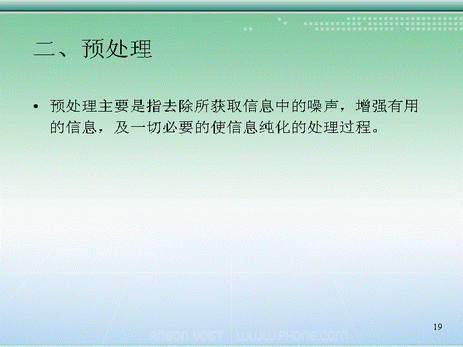 二、预处理
• 预处理主要是指去除所获取信息中的噪声，增强有用
的信息，及一切必要的使信息纯化的处理过程。
19